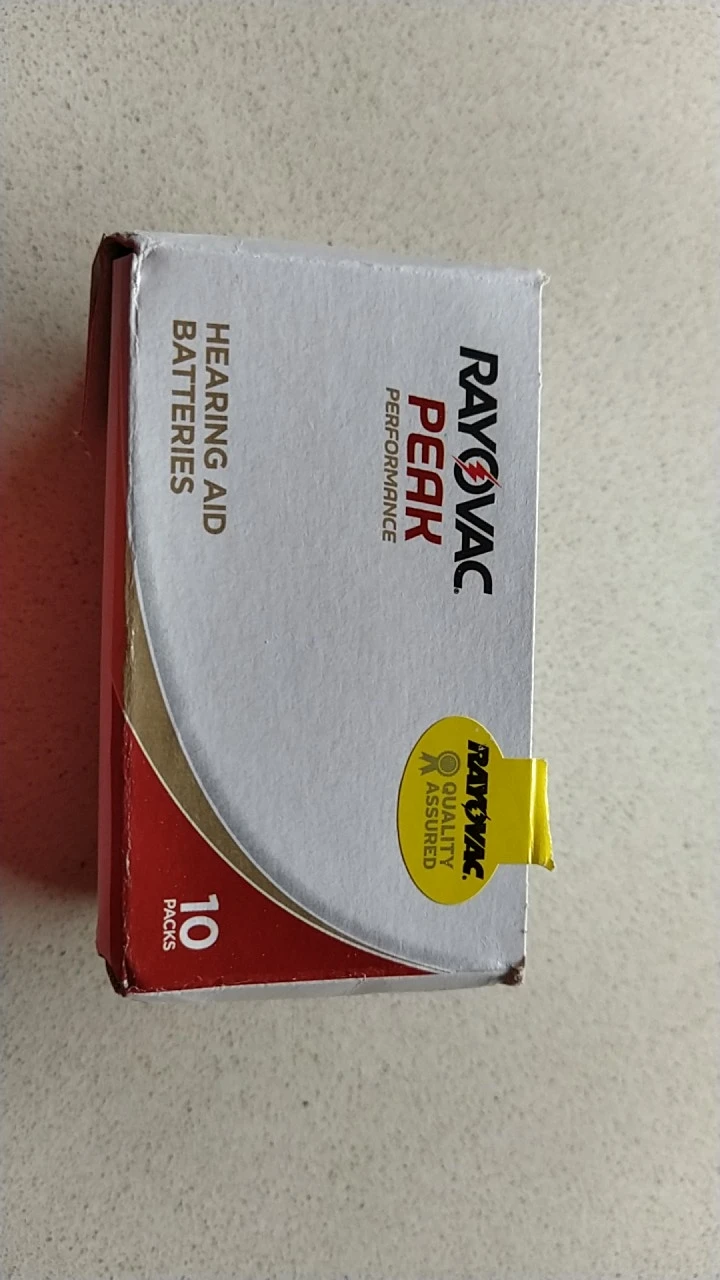 RAYOVAC
PEAK
PERFORMANCE
HEARING AID
BATTERIES
RAYOVAC
QUALITY
ASSURED
10
PACKS